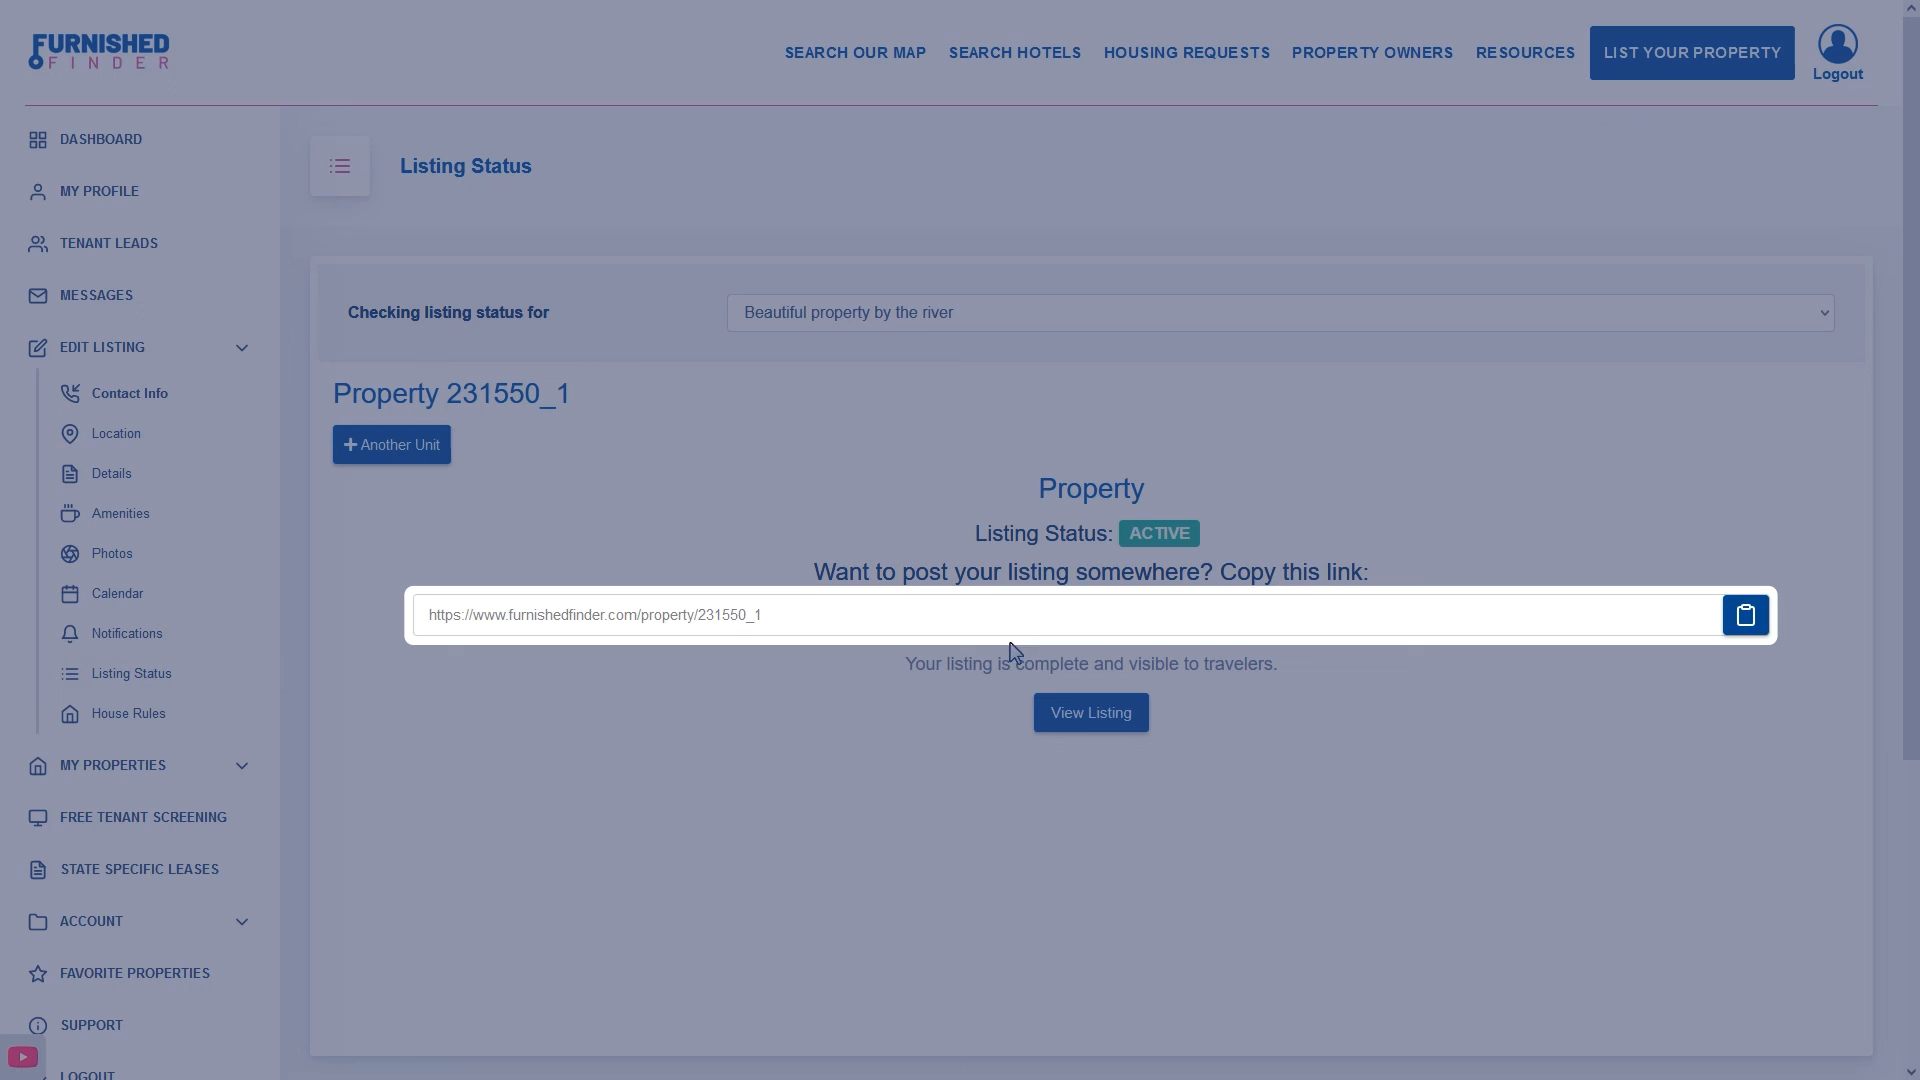 FURNISHED
FINDER
SEARCH OUR MAP
SEARCH HOTELS
HOUSING REQUESTS
PROPERTY OWNERS
RESOURCES
LIST YOUR PROPERTY
Logout
DASHBOARD
MY PROFILE
TENANT LEADS
MESSAGES
EDIT LISTING
Contact Info
Location
Details
Amenities
Photos
Calendar
Notifications
Listing Status
House Rules
MY PROPERTIES
FREE TENANT SCREENING
STATE SPECIFIC LEASES
ACCOUNT
FAVORITE PROPERTIES
SUPPORT
LOGOUT
Listing Status
Checking listing status for
Beautiful property by the river
Property 231550_1
Another Unit
Property
Listing Status: ACTIVE
Want to post your listing somewhere? Copy this link:
https://www.furnishedfinder.com/property/231550_1
Your listing is complete and visible to travelers.
View Listing